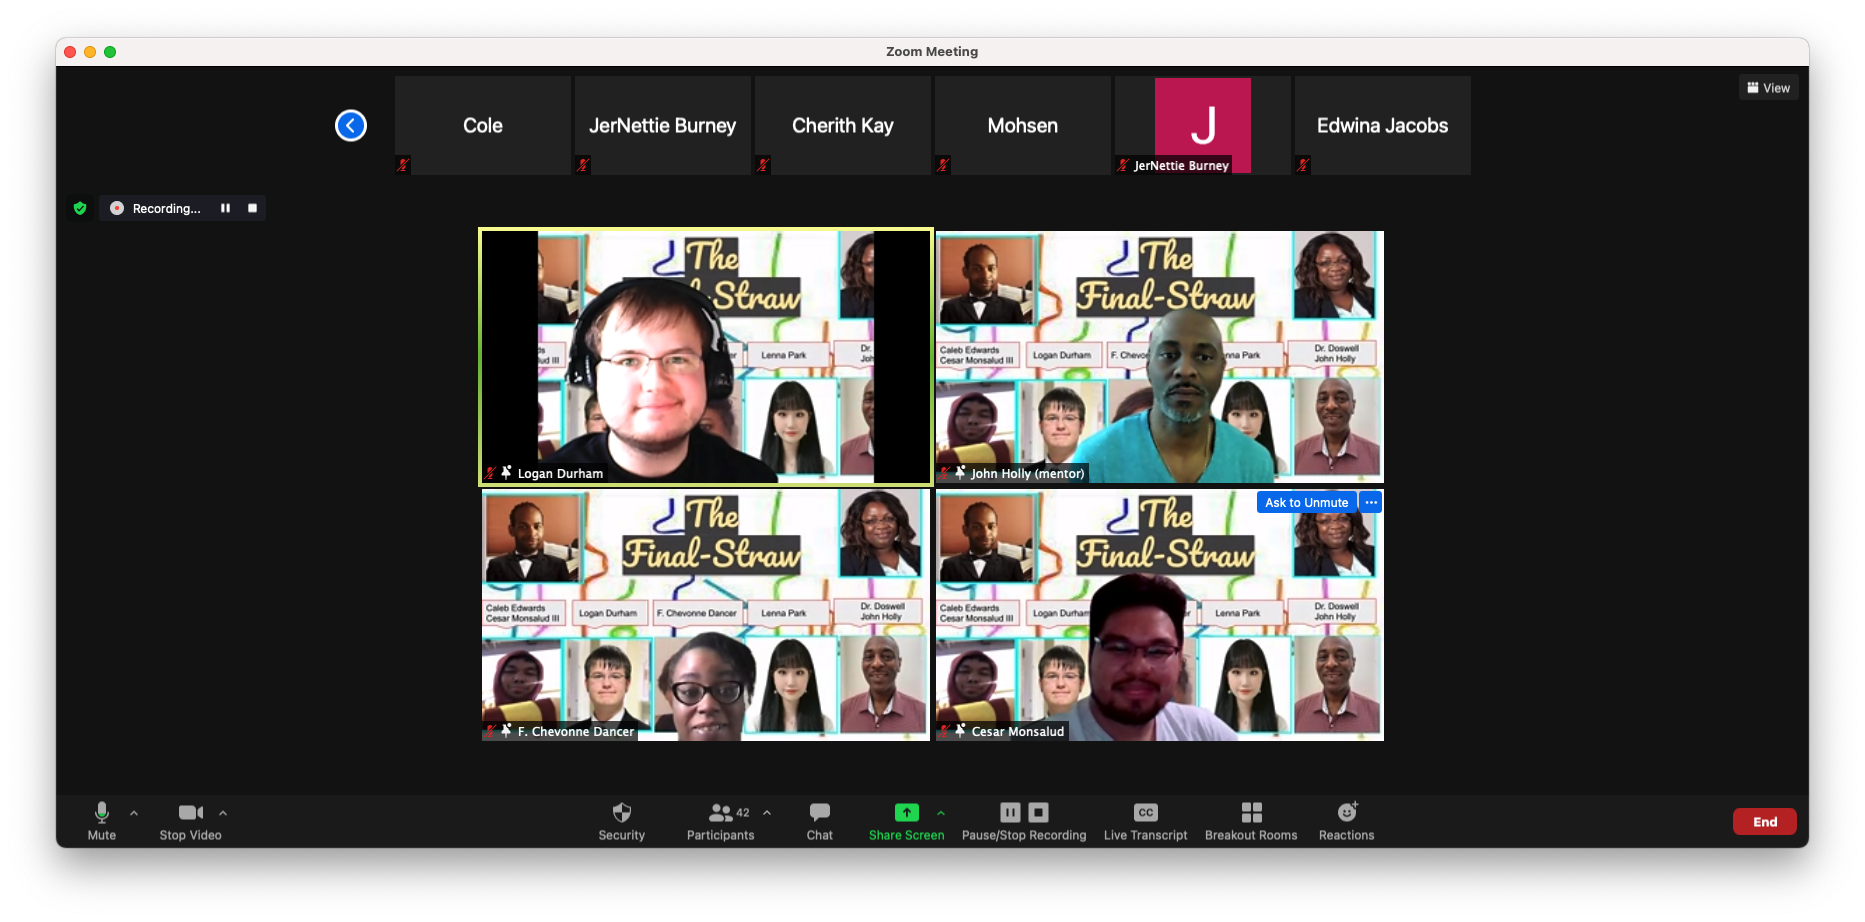 Zoom Meeting
View
Cole
JerNettie Burney
Cherith Kay
Mohsen
J
JerNettie Burney
Edwina Jacobs
Recording...
The
l-Straw
er
Lenna Park
Dr.
Joh
Logan Durham
The
Final-Straw
Caleb Edwards
Cesar Monsalud III
Logan Durham
F. Chevo
nna Park
Dr. Doswell
John Holly
John Holly (mentor)
The
Final-Straw
Caleb Edwards
Cesar Monsalud III
Logan Durham
F. Chevonne Dancer
Lenna Park
Dr. Doswell
John Holly
F. Chevonne Dancer
Ask to Unmute
The
Final-Straw
Caleb Edwards
Cesar Monsalud III
Logan Durham
er
Lenna Park
Dr. Doswell
John Holly
Cesar Monsalud
Mute
Stop Video
Security
42
Participants
Chat
Share Screen
Pause/Stop Recording
CC
Live Transcript
Breakout Rooms
Reactions
End